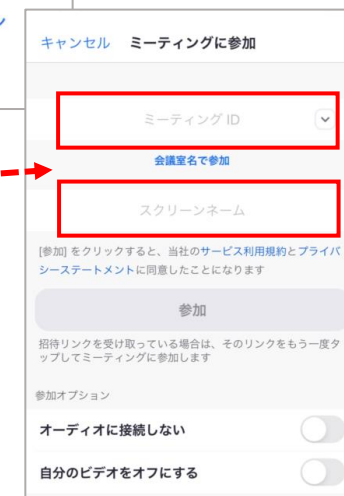 キャンセル ミーティングに参加
ミーティング ID
会議室名で参加
スクリーンネーム
[参加] をクリックすると、当社のサービス利用規約とプライバ
シーステートメントに同意したことになります
参加
招待リンクを受け取っている場合は、そのリンクをもう一度タ
ップしてミーティングに参加します
参加オプション
オーディオに接続しない
自分のビデオをオフにする